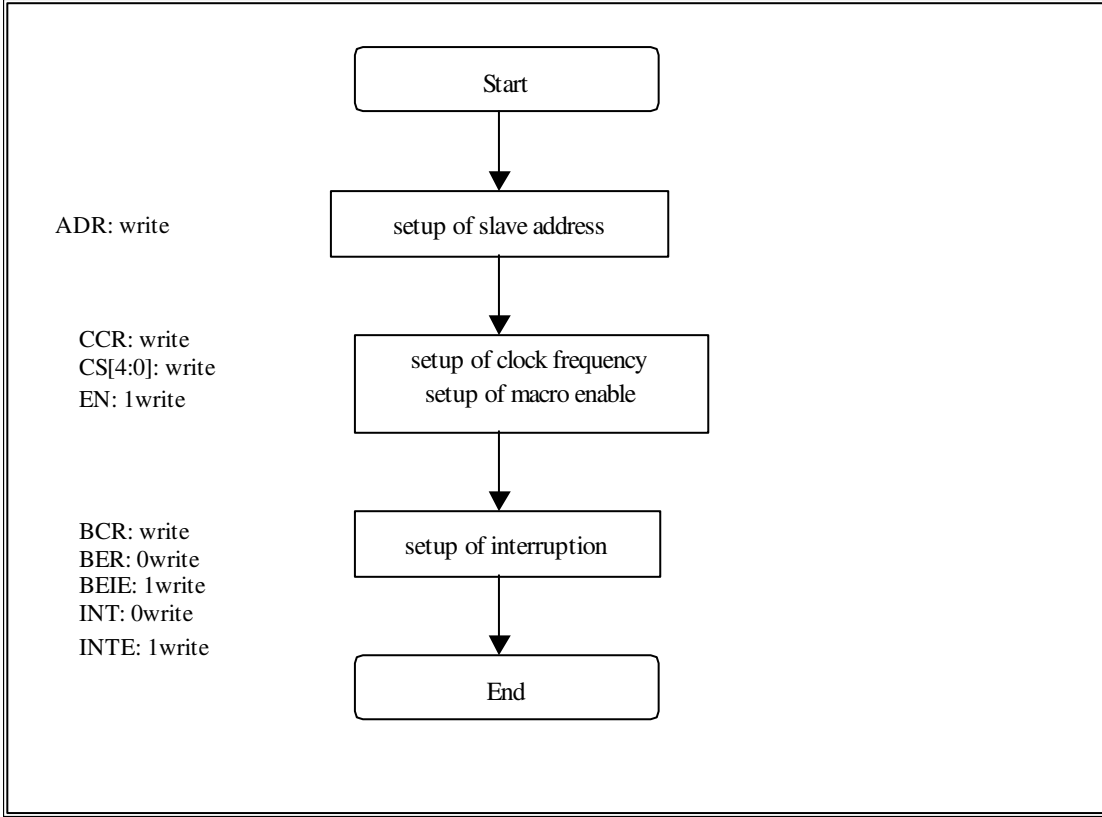 Start
ADR: write
setup of slave address
CCR: write
CS[4:0]: write
EN: 1write
setup of clock frequency
setup of macro enable
BCR: write
BER: 0write
BEIE: 1write
INT: 0write
INTE: 1write
setup of interruption
End